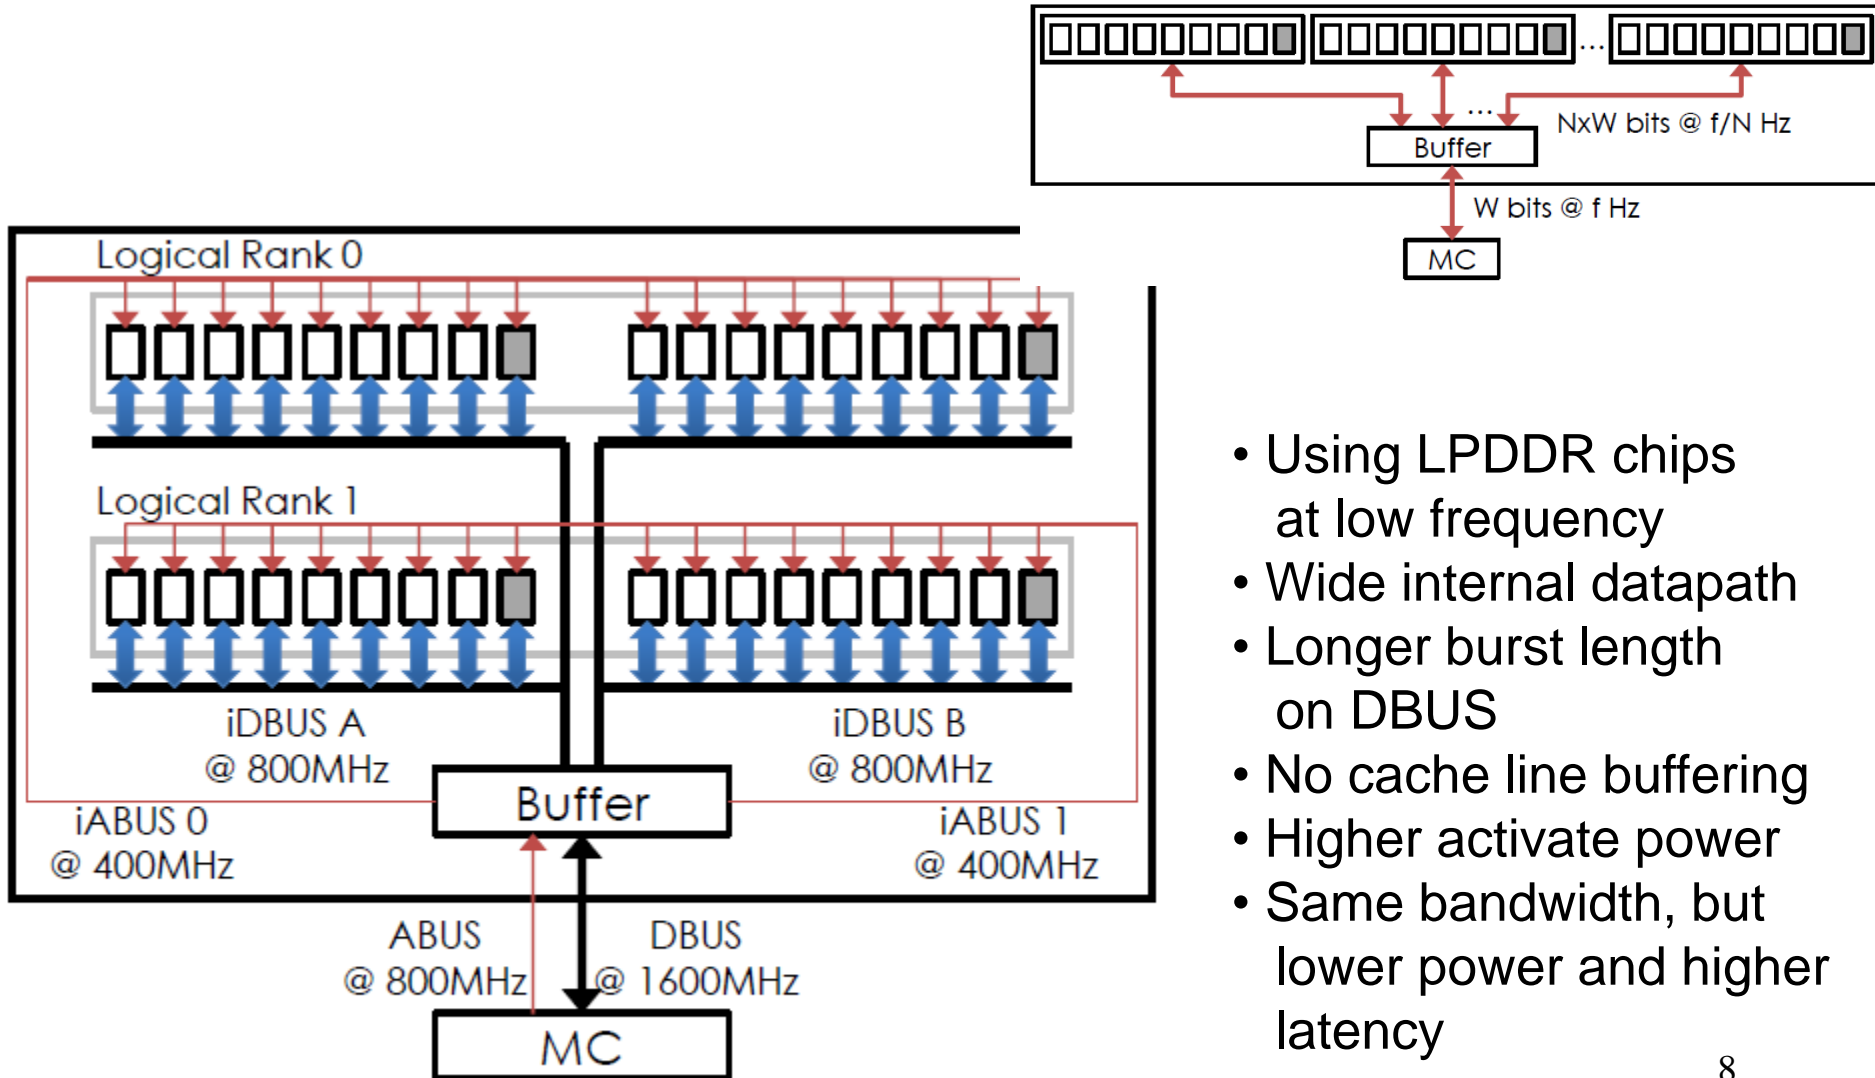 ...
...
NxW bits @ f/N Hz
Buffer
W bits @ f Hz
MC
Logical Rank 0
Logical Rank 1
iDBUS A
@ 800MHz
iDBUS B
@ 800MHz
Buffer
iABUS 0
@ 400MHz
iABUS 1
@ 400MHz
ABUS
@ 800MHz
DBUS
@ 1600MHz
MC
• Using LPDDR chips
at low frequency
• Wide internal datapath
• Longer burst length
on DBUS
• No cache line buffering
• Higher activate power
• Same bandwidth, but
lower power and higher
latency
8